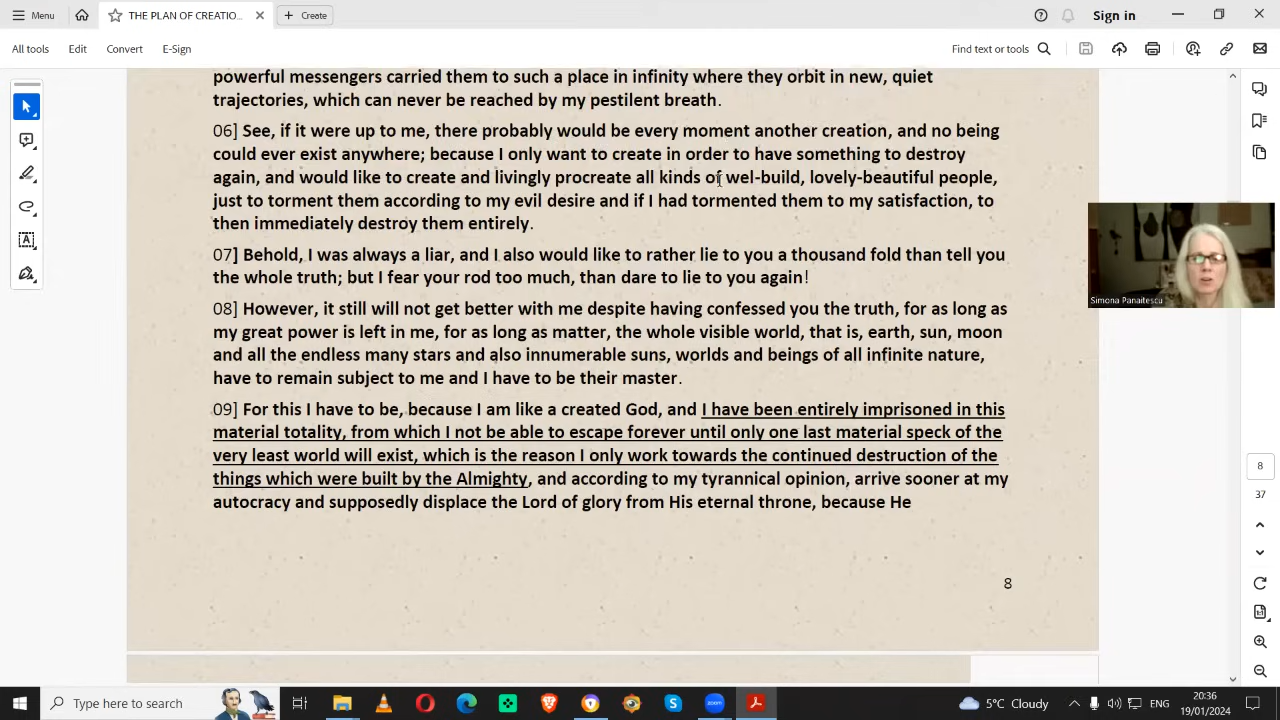 Menu
THE PLAN OF CREATIO...
Create
Sign in
All tools
Edit
Convert
E-Sign
Find text or tools
powerful messengers carried them to such a place in infinity where they orbit in new, quiet
trajectories, which can never be reached by my pestilent breath.
06] See, if it were up to me, there probably would be every moment another creation, and no being
could ever exist anywhere; because I only want to create in order to have something to destroy
again, and would like to create and livingly procreate all kinds of wel-build, lovely-beautiful people,
just to torment them according to my evil desire and if I had tormented them to my satisfaction, to
then immediately destroy them entirely.
07] Behold, I was always a liar, and I also would like to rather lie to you a thousand fold than tell you
the whole truth; but I fear your rod too much, than dare to lie to you again!
08] However, it still will not get better with me despite having confessed you the truth, for as long as
my great power is left in me, for as long as matter, the whole visible world, that is, earth, sun, moon
and all the endless many stars and also innumerable suns, worlds and beings of all infinite nature,
have to remain subject to me and I have to be their master.
09] For this I have to be, because I am like a created God, and I have been entirely imprisoned in this
material totality, from which I not be able to escape forever until only one last material speck of the
very least world will exist, which is the reason I only work towards the continued destruction of the
things which were built by the Almighty, and according to my tyrannical opinion, arrive sooner at my
autocracy and supposedly displace the Lord of glory from His eternal throne, because He
8
Simona Panaitescu
8
37
Type here to search
zoom
5°C Cloudy
ENG
20:36
19/01/2024